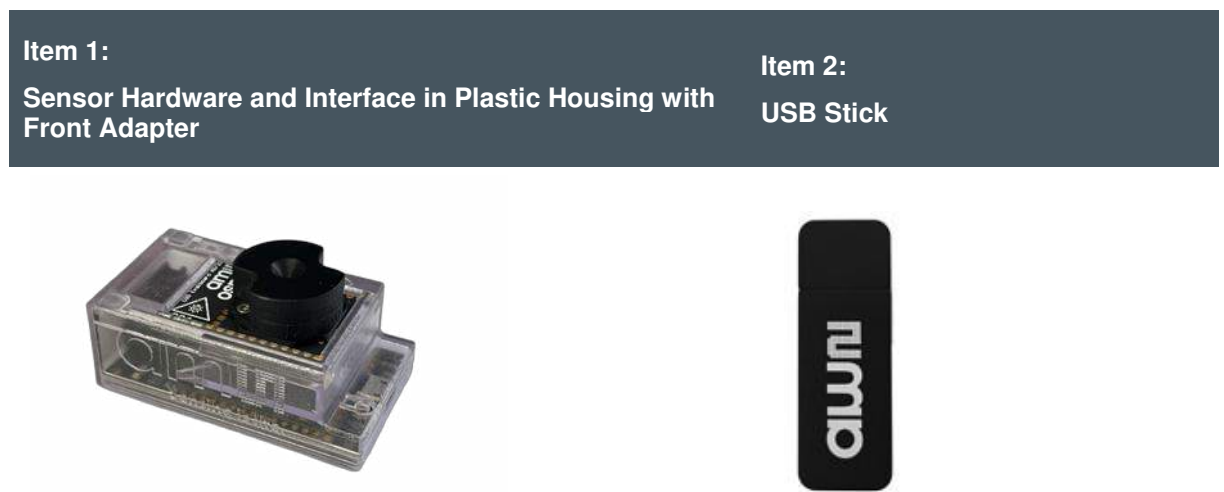 Item 1:
Sensor Hardware and Interface in Plastic Housing with
Front Adapter
Item 2:
USB Stick